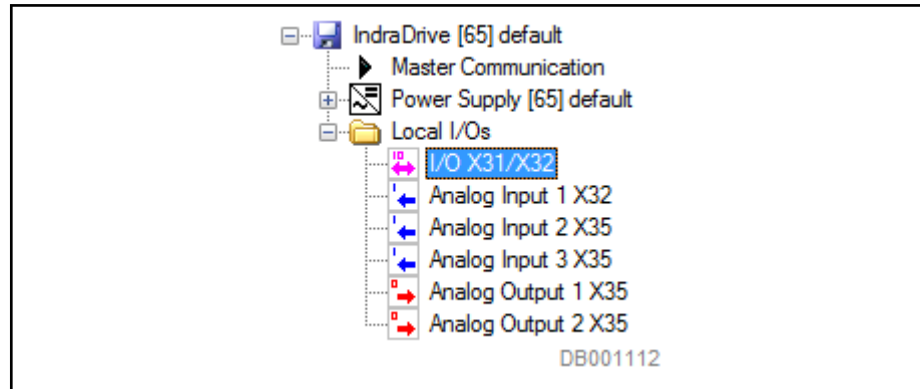 IndraDrive [65] default
Master Communication
Power Supply [65] default
Local I/Os
I/O X31/X32
Analog Input 1 X32
Analog Input 2 X35
Analog Input 3 X35
Analog Output 1 X35
Analog Output 2 X35
DB001112